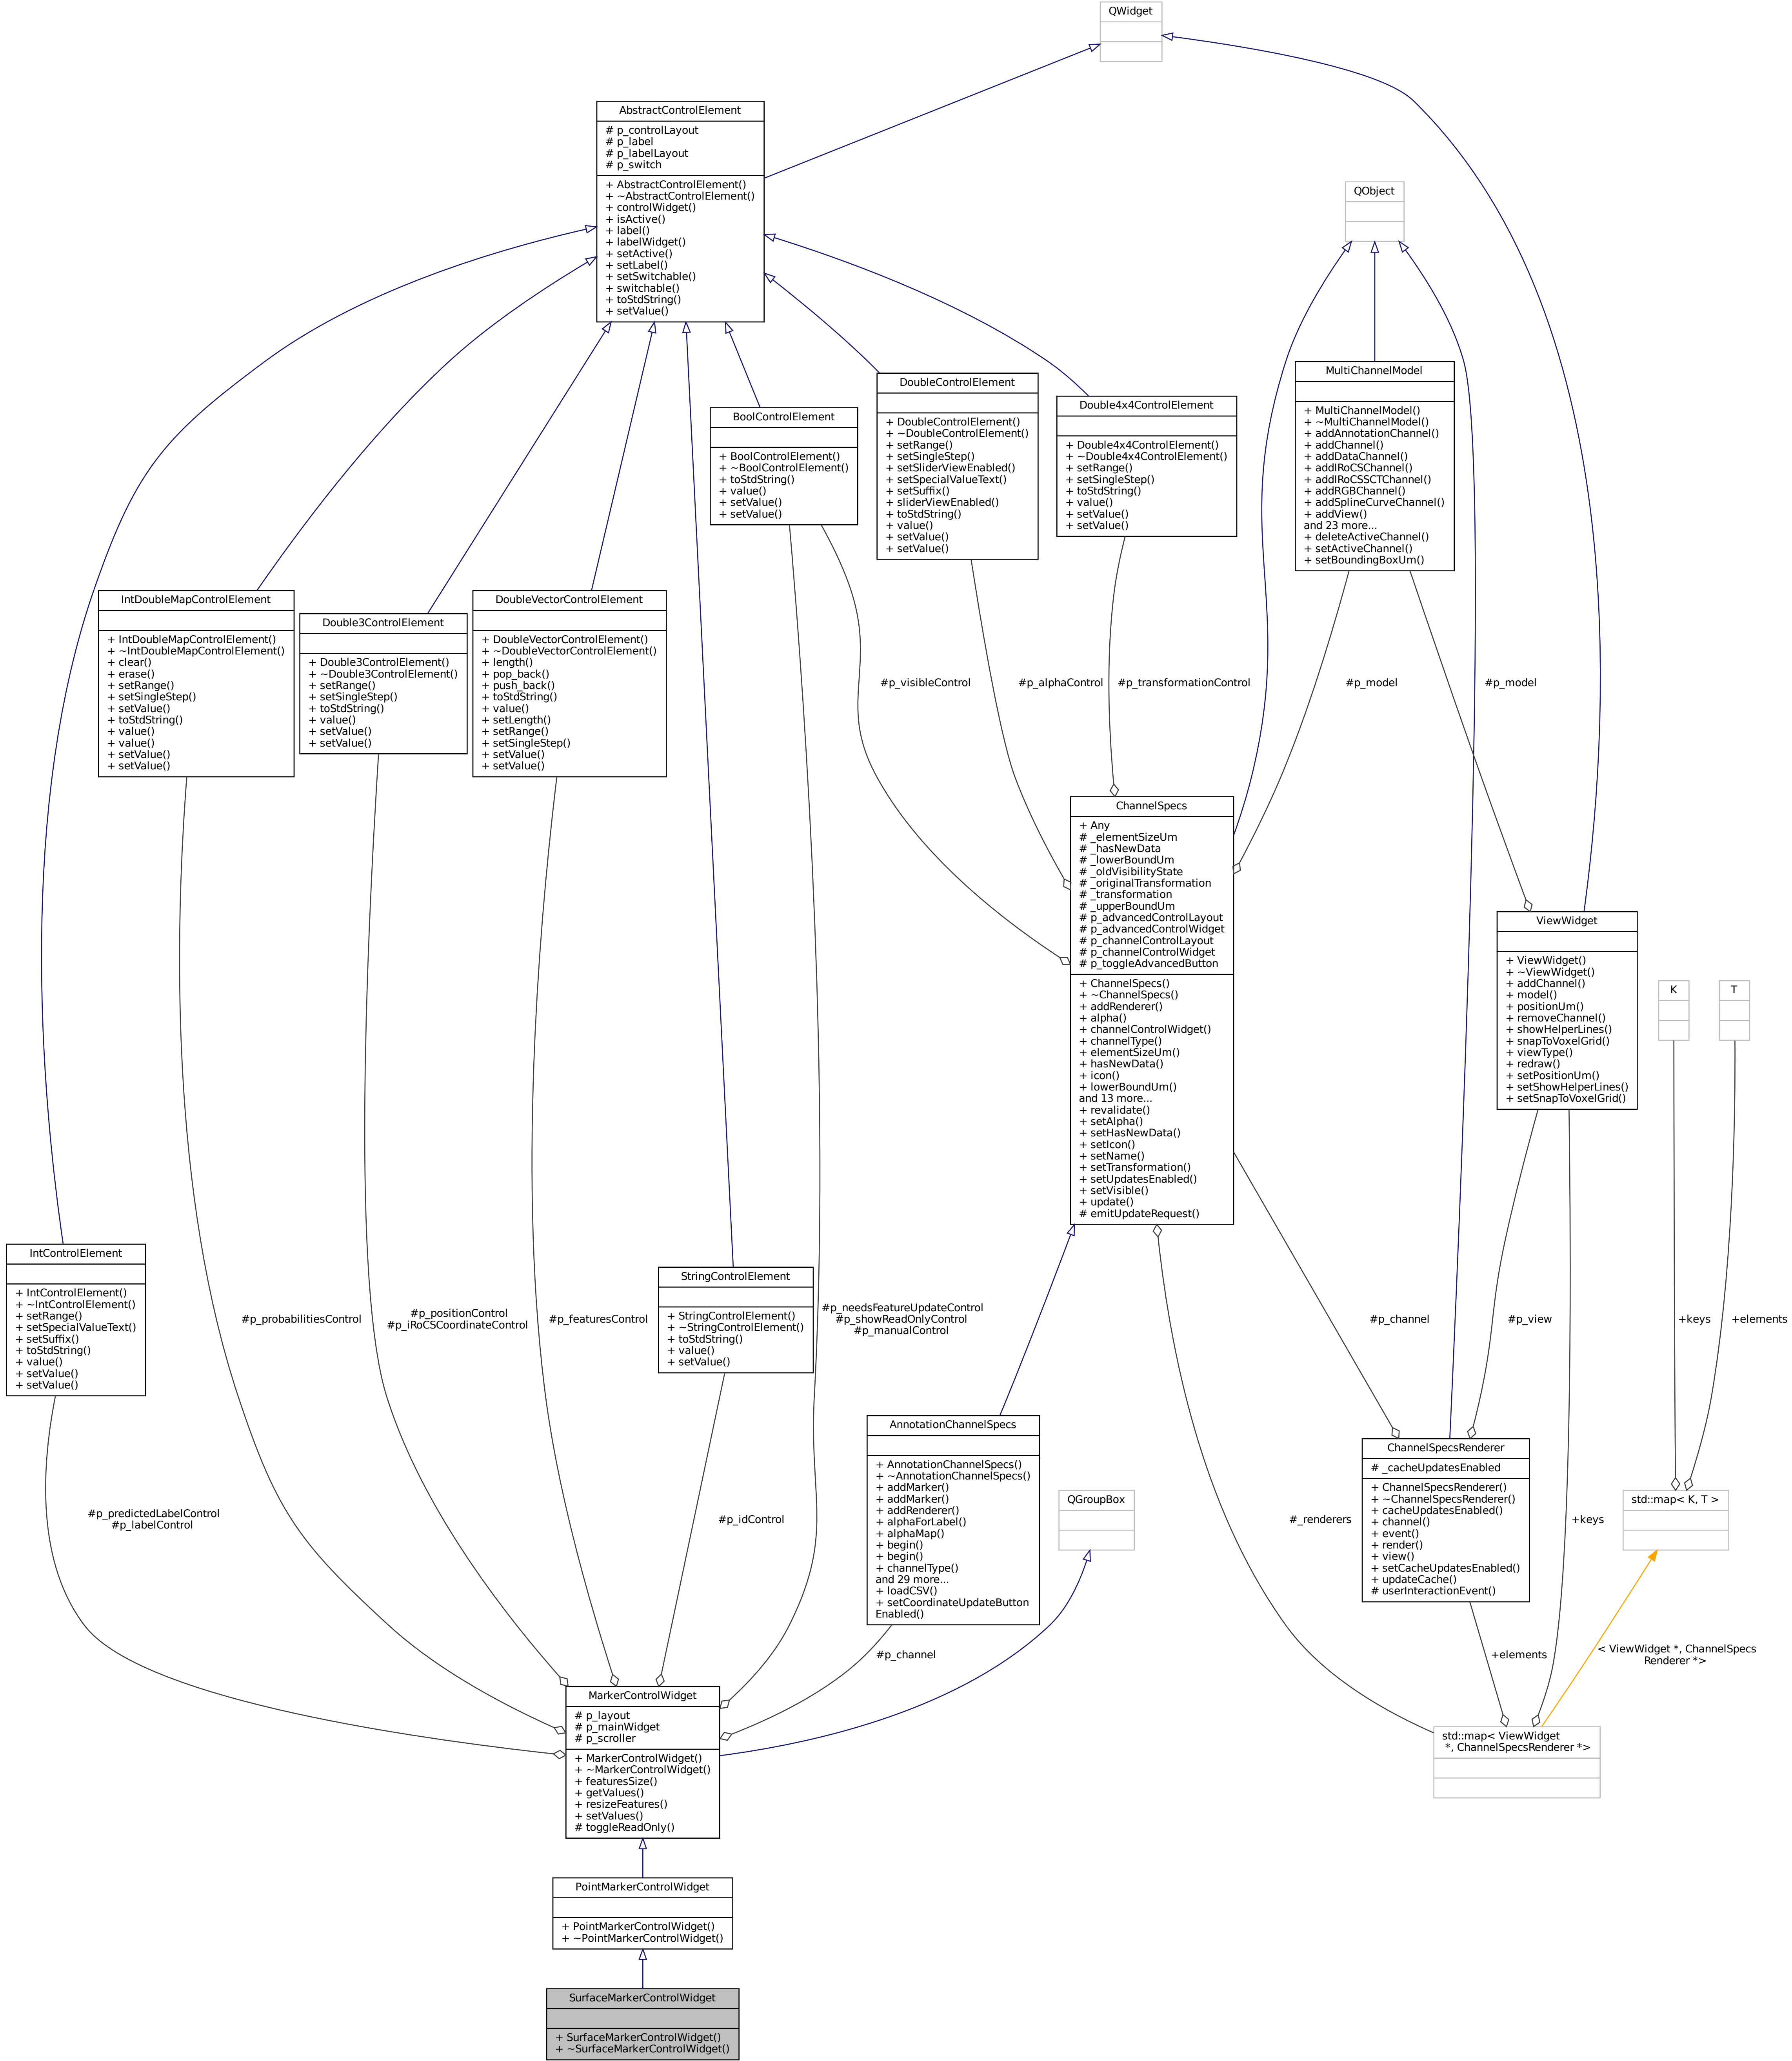 QWidget
AbstractControlElement
# p_controlLayout
# p_label
# p_labelLayout
# p_switch
+ AbstractControlElement()
+ ~AbstractControlElement()
+ controlWidget()
+ isActive()
+ label()
+ labelWidget()
+ setActive()
+ setLabel()
+ setSwitchable()
+ switchable()
+ toStdString()
+ setValue()
QObject
MultiChannelModel
+ MultiChannelModel()
+ ~MultiChannelModel()
+ addAnnotationChannel()
+ addChannel()
+ addDataChannel()
+ addIRoCSChannel()
+ addIRoCSSCTChannel()
+ addRGBChannel()
+ addSplineCurveChannel()
+ addView()
and 23 more...
+ deleteActiveChannel()
+ setActiveChannel()
+ setBoundingBoxUm()
DoubleControlElement
+ DoubleControlElement()
+ ~DoubleControlElement()
+ setRange()
+ setSingleStep()
+ setSliderViewEnabled()
+ setSpecialValueText()
+ setSuffix()
+ sliderViewEnabled()
+ toStdString()
+ value()
+ setValue()
+ setValue()
Double4x4ControlElement
+ Double4x4ControlElement()
+ ~Double4x4ControlElement()
+ setRange()
+ setSingleStep()
+ toStdString()
+ value()
+ setValue()
+ setValue()
BoolControlElement
+ BoolControlElement()
+ ~BoolControlElement()
+ toStdString()
+ value()
+ setValue()
+ setValue()
IntDoubleMapControlElement
+ IntDoubleMapControlElement()
+ ~IntDoubleMapControlElement()
+ clear()
+ erase()
+ setRange()
+ setSingleStep()
+ setValue()
+ toStdString()
+ value()
+ value()
+ setValue()
+ setValue()
Double3ControlElement
+ Double3ControlElement()
+ ~Double3ControlElement()
+ setRange()
+ setSingleStep()
+ toStdString()
+ value()
+ setValue()
+ setValue()
DoubleVectorControlElement
+ DoubleVectorControlElement()
+ ~DoubleVectorControlElement()
+ length()
+ pop_back()
+ push_back()
+ toStdString()
+ value()
+ setLength()
+ setRange()
+ setSingleStep()
+ setValue()
+ setValue()
#p_visibleControl
#p_alphaControl
#p_transformationControl
#p_model
#p_model
ChannelSpecs
+ Any
# _elementSizeUm
# _hasNewData
# _lowerBoundUm
# _oldVisibilityState
# _originalTransformation
# _transformation
# _upperBoundUm
# p_advancedControlLayout
# p_advancedControlWidget
# p_channelControlLayout
# p_channelControlWidget
# p_toggleAdvancedButton
+ ChannelSpecs()
+ ~ChannelSpecs()
+ addRenderer()
+ alpha()
+ channelControlWidget()
+ channelType()
+ elementSizeUm()
+ hasNewData()
+ icon()
+ lowerBoundUm()
and 13 more...
+ revalidate()
+ setAlpha()
+ setHasNewData()
+ setIcon()
+ setName()
+ setTransformation()
+ setUpdatesEnabled()
+ setVisible()
+ update()
# emitUpdateRequest()
ViewWidget
+ ViewWidget()
+ ~ViewWidget()
+ addChannel()
+ model()
+ positionUm()
+ removeChannel()
+ showHelperLines()
+ snapToVoxelGrid()
+ viewType()
+ redraw()
+ setPositionUm()
+ setShowHelperLines()
+ setSnapToVoxelGrid()
K
T
IntControlElement
+ IntControlElement()
+ ~IntControlElement()
+ setRange()
+ setSpecialValueText()
+ setSuffix()
+ toStdString()
+ value()
+ setValue()
+ setValue()
#p_probabilitiesControl
#p_positionControl
#p_iRoCSCoordinateControl
#p_featuresControl
StringControlElement
+ StringControlElement()
+ ~StringControlElement()
+ toStdString()
+ value()
+ setValue()
#p_needsFeatureUpdateControl
#p_showReadOnlyControl
#p_manualControl
#p_channel
#p_view
+keys
+elements
AnnotationChannelSpecs
+ AnnotationChannelSpecs()
+ ~AnnotationChannelSpecs()
+ addMarker()
+ addMarker()
+ addRenderer()
+ alphaForLabel()
+ alphaMap()
+ begin()
+ begin()
+ channelType()
and 29 more...
+ loadCSV()
+ setCoordinateUpdateButton
Enabled()
QGroupBox
ChannelSpecsRenderer
# _cacheUpdatesEnabled
+ ChannelSpecsRenderer()
+ ~ChannelSpecsRenderer()
+ cacheUpdatesEnabled()
+ channel()
+ event()
+ render()
+ view()
+ setCacheUpdatesEnabled()
+ updateCache()
# userInteractionEvent()
std::map< K, T >
#p_predictedLabelControl
#p_labelControl
#p_idControl
#_renderers
+keys
#p_channel
+elements
< ViewWidget *, ChannelSpecs
Renderer *>
MarkerControlWidget
# p_layout
# p_mainWidget
# p_scroller
+ MarkerControlWidget()
+ ~MarkerControlWidget()
+ featuresSize()
+ getValues()
+ resizeFeatures()
+ setValues()
# toggleReadOnly()
std::map< ViewWidget
*, ChannelSpecsRenderer *>
PointMarkerControlWidget
+ PointMarkerControlWidget()
+ ~PointMarkerControlWidget()
SurfaceMarkerControlWidget
+ SurfaceMarkerControlWidget()
+ ~SurfaceMarkerControlWidget()